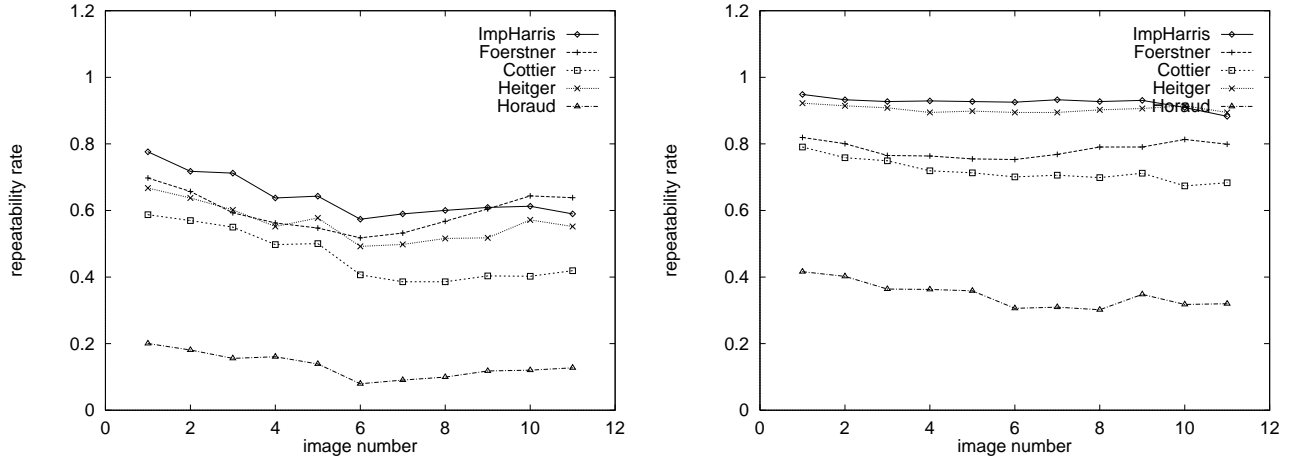 1.2
1
0.8
0.6
0.4
0.2
0
repeatability rate
ImpHarris
Foerstner
Cottier
Heitger
Horaud
0 2 4 6 8 10 12
image number
1.2
1
0.8
0.6
0.4
0.2
0
repeatability rate
ImpHarris
Foerstner
Cottier
Heitger
Horaud
0 2 4 6 8 10 12
image number